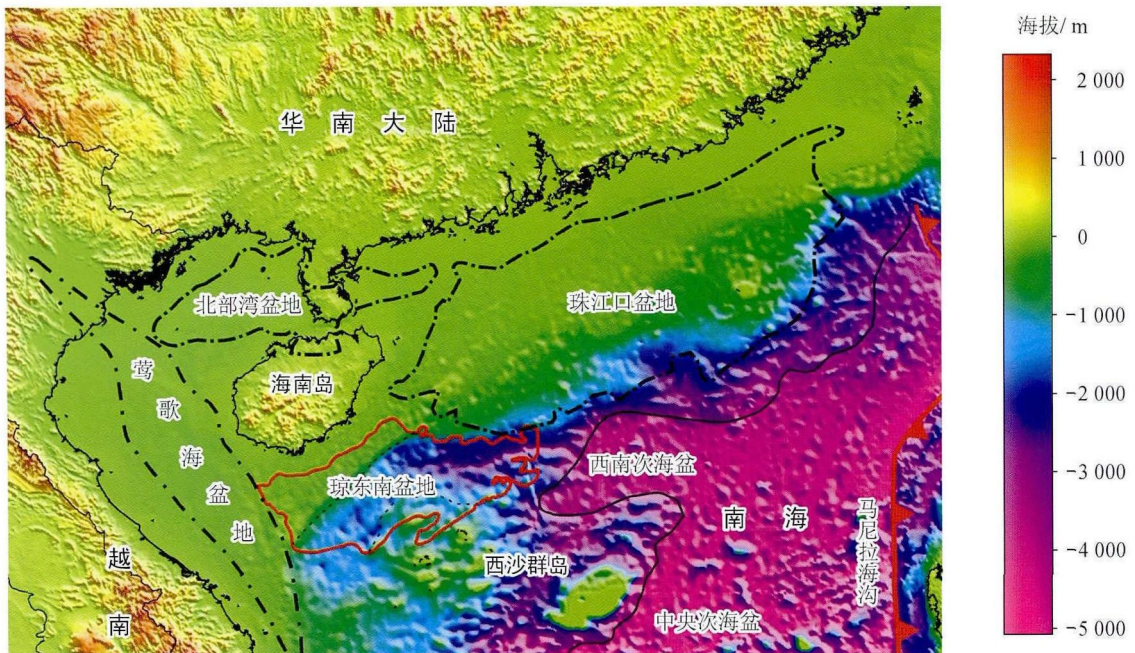 华南大陆
北部湾盆地
珠江口盆地
莺歌海盆地
海南岛
琼东南盆地
西南次海盆
南海
马尼拉海沟
西沙群岛
中央次海盆
越南
海拔/ m
2 000
1 000
0
−1 000
−2 000
−3 000
−4 000
−5 000